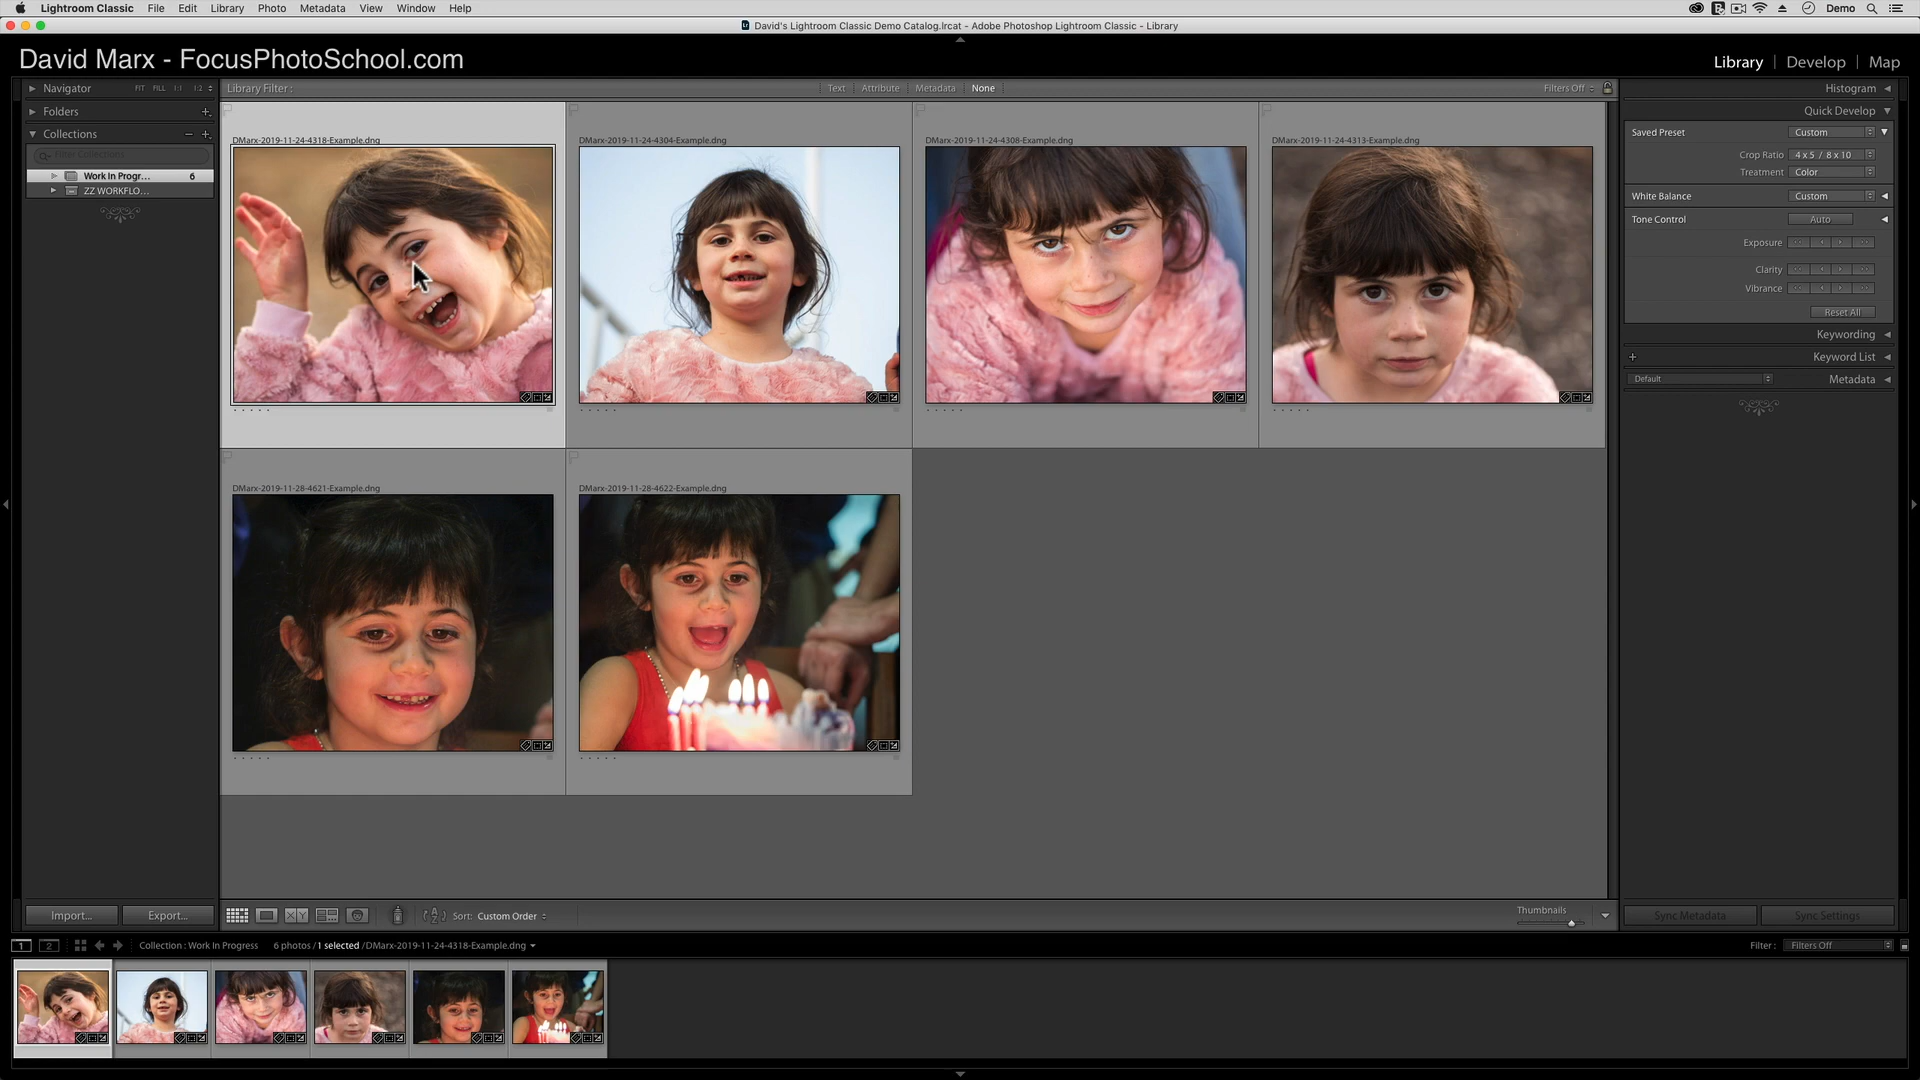 Lightroom Classic File Edit Library Photo Metadata View Window Help Demo
David's Lightroom Classic Demo Catalog.lrcat - Adobe Photoshop Lightroom Classic - Library
David Marx - FocusPhotoSchool.com
Library | Develop | Map
Navigator FIT FILL 1:1 1:2
Library Filter : Text Attribute Metadata None Filters Off
Histogram
Folders
Quick Develop
Collections
Filter Collections
Work In Progr... 6
ZZ WORKFLO...
DMarx-2019-11-24-4318-Example.dng
DMarx-2019-11-24-4304-Example.dng
DMarx-2019-11-24-4308-Example.dng
DMarx-2019-11-24-4313-Example.dng
DMarx-2019-11-28-4621-Example.dng
DMarx-2019-11-28-4622-Example.dng
Saved Preset Custom
Crop Ratio 4 x 5 / 8 x 10
Treatment Color
White Balance Custom
Tone Control Auto
Exposure
Clarity
Vibrance
Reset All
Keywording
Keyword List
Default Metadata
Import... Export...
XY
Sort: Custom Order
Thumbnails
Sync Metadata Sync Settings
1 2 Collection : Work In Progress 6 photos / 1 selected / DMarx-2019-11-24-4318-Example.dng
Filter : Filters Off